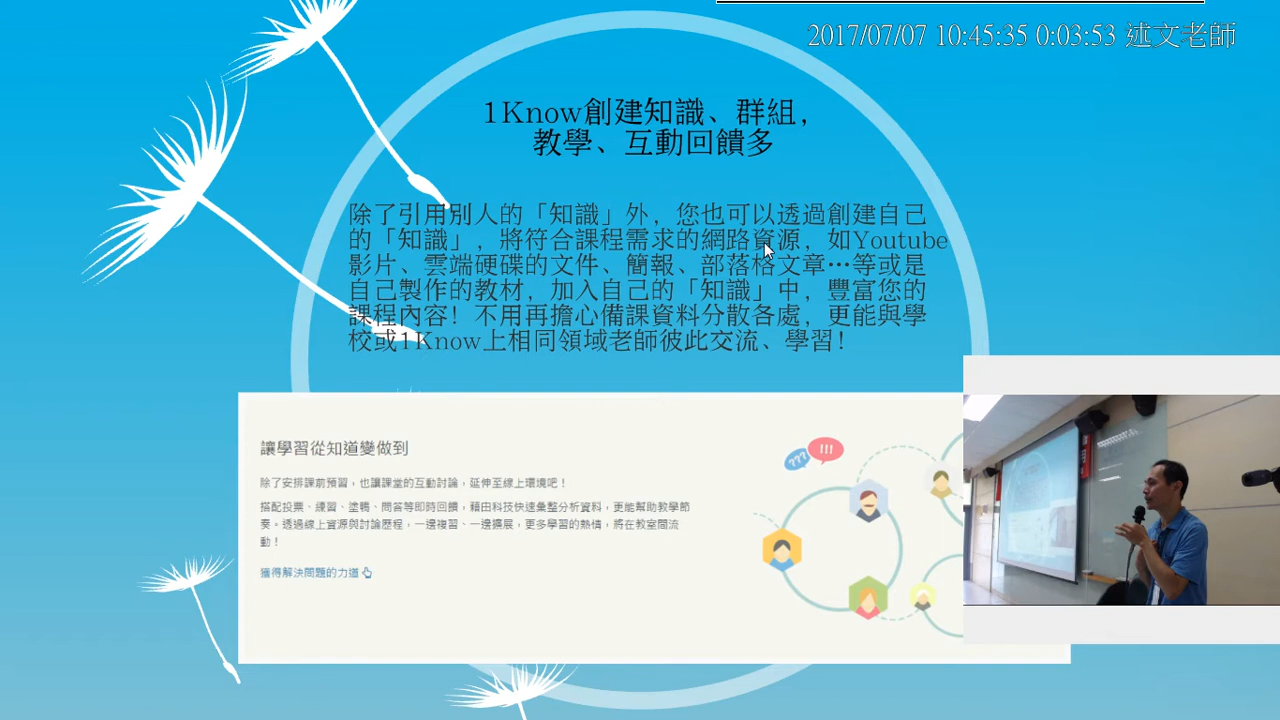 2017/07/07 10:45:35 0:03:53 述文老師
1Know創建知識、群組，
教學、互動回饋多
除了引用別人的「知識」外，您也可以透過創建自己
的「知識」，將符合課程需求的網路資源，如Youtube
影片、雲端硬碟的文件、簡報、部落格文章…等或是
自己製作的教材，加入自己的「知識」中，豐富您的
課程內容！不用再擔心備課資料分散各處，更能與學
校或1Know上相同領域老師彼此交流、學習！
讓學習從知道變做到
除了安排課前預習，也讓課堂的互動討論，延伸至線上環境吧！
搭配投票、練習、塗鴉、問答等即時回饋，藉由科技快速彙整分析資料，更能幫助教學節
奏。透過線上資源與討論歷程，一邊複習、一邊擴展，更多學習的熱情，將在教室間流
動！
獲得解決問題的力道
???
!!!